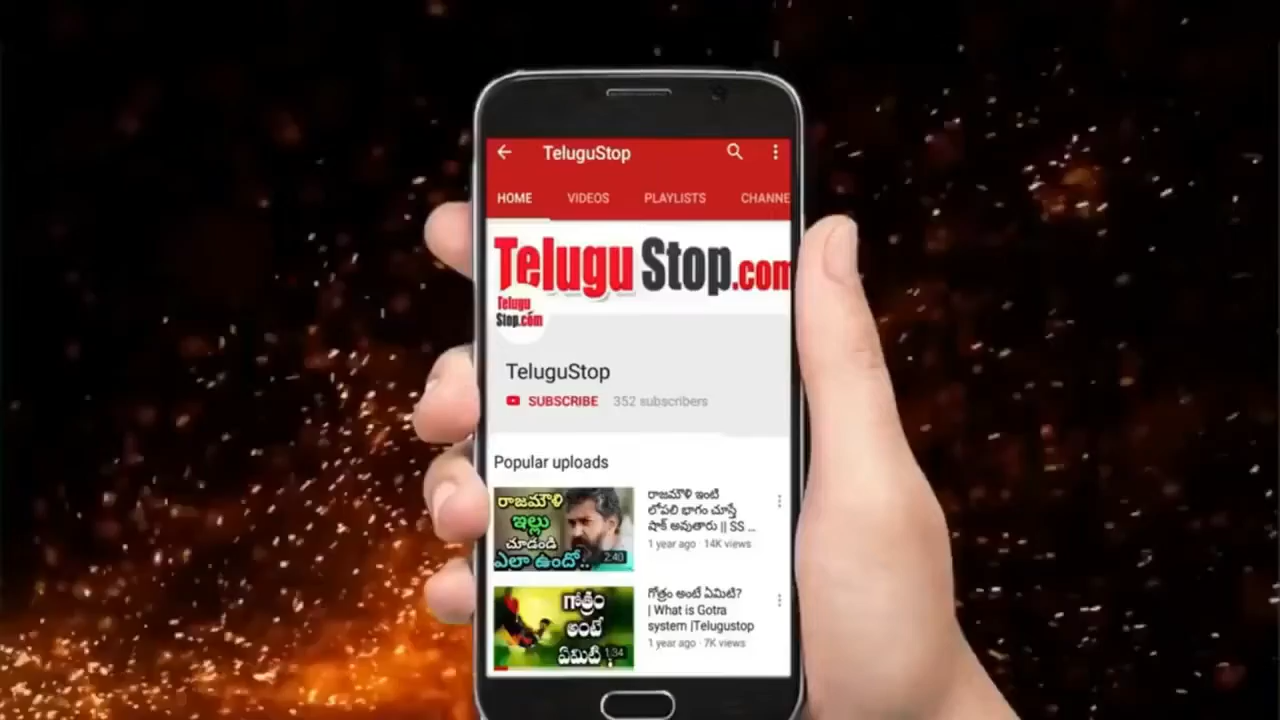 TeluguStop
HOME VIDEOS PLAYLISTS CHANNE
Telugu Stop.com
Telugu
Stop.com
TeluguStop
SUBSCRIBE 352 subscribers
Popular uploads
రాజమౌళి
ఇల్లు
చూడండి
ఎలా ఉందో..
2:40
రాజమౌళి ఇంటి
లోపలి భాగం చూస్తే
షాక్ అవుతారు || SS ...
1 year ago · 14K views
గోత్రం
అంటే
ఏమిటి ?
1:34
గోత్రం అంటే ఏమిటి?
| What is Gotra
system |Telugustop
1 year ago · 7K views